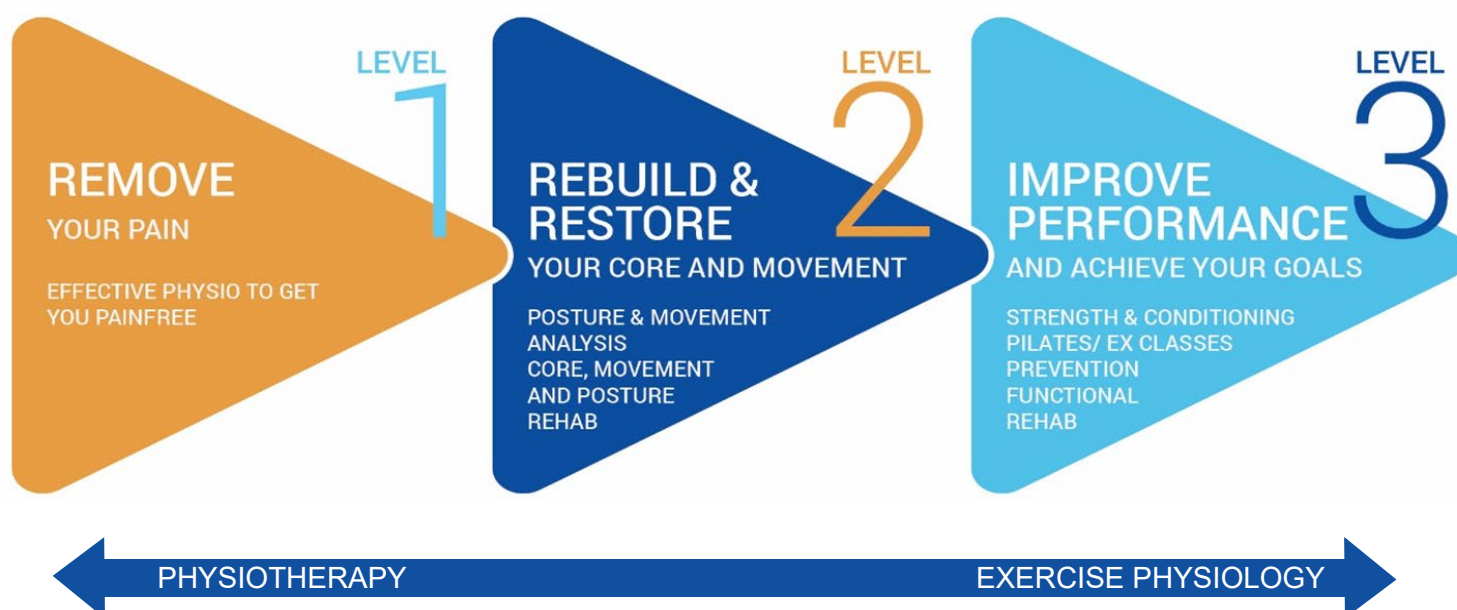 LEVEL
1
REMOVE
YOUR PAIN
EFFECTIVE PHYSIO TO GET
YOU PAINFREE
LEVEL
2
REBUILD &
RESTORE
YOUR CORE AND MOVEMENT
POSTURE & MOVEMENT
ANALYSIS
CORE, MOVEMENT
AND POSTURE
REHAB
LEVEL
3
IMPROVE
PERFORMANCE
AND ACHIEVE YOUR GOALS
STRENGTH & CONDITIONING
PILATES/ EX CLASSES
PREVENTION
FUNCTIONAL
REHAB
PHYSIOTHERAPY
EXERCISE PHYSIOLOGY